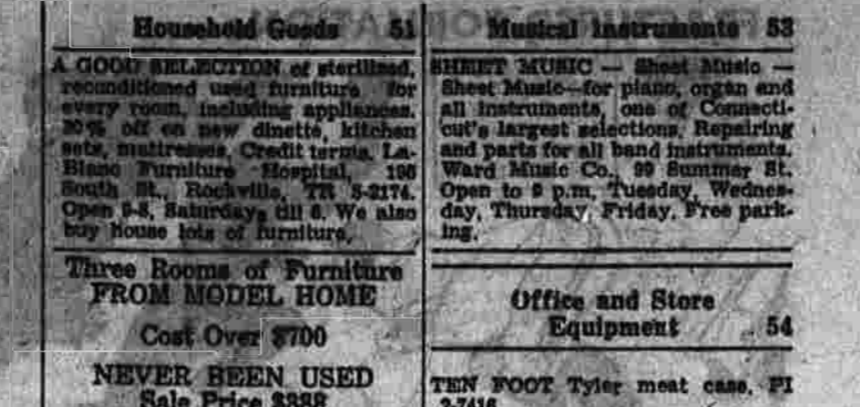 Household Goods 51
A GOOD SELECTION of sterilized,
reconditioned used furniture for
every room, including appliances.
20% off on new dinette, kitchen
sets, mattresses. Credit terms. La-
Blanc Furniture Hospital, 195
South St., Rockville, TR 5-2174.
Open 9-8, Saturdays till 6. We also
buy house lots of furniture.
Three Rooms of Furniture
FROM MODEL HOME
Cost Over $700
NEVER BEEN USED
Sale Price $388
Musical Instruments 53
SHEET MUSIC — Sheet Music —
Sheet Music—for piano, organ and
all instruments, one of Connecti-
cut's largest selections. Repairing
and parts for all band instruments.
Ward Music Co., 99 Summer St.
Open to 9 p.m. Tuesday, Wednes-
day, Thursday, Friday. Free park-
ing.
Office and Store
Equipment 54
TEN FOOT Tyler meat case, PI
2-7416